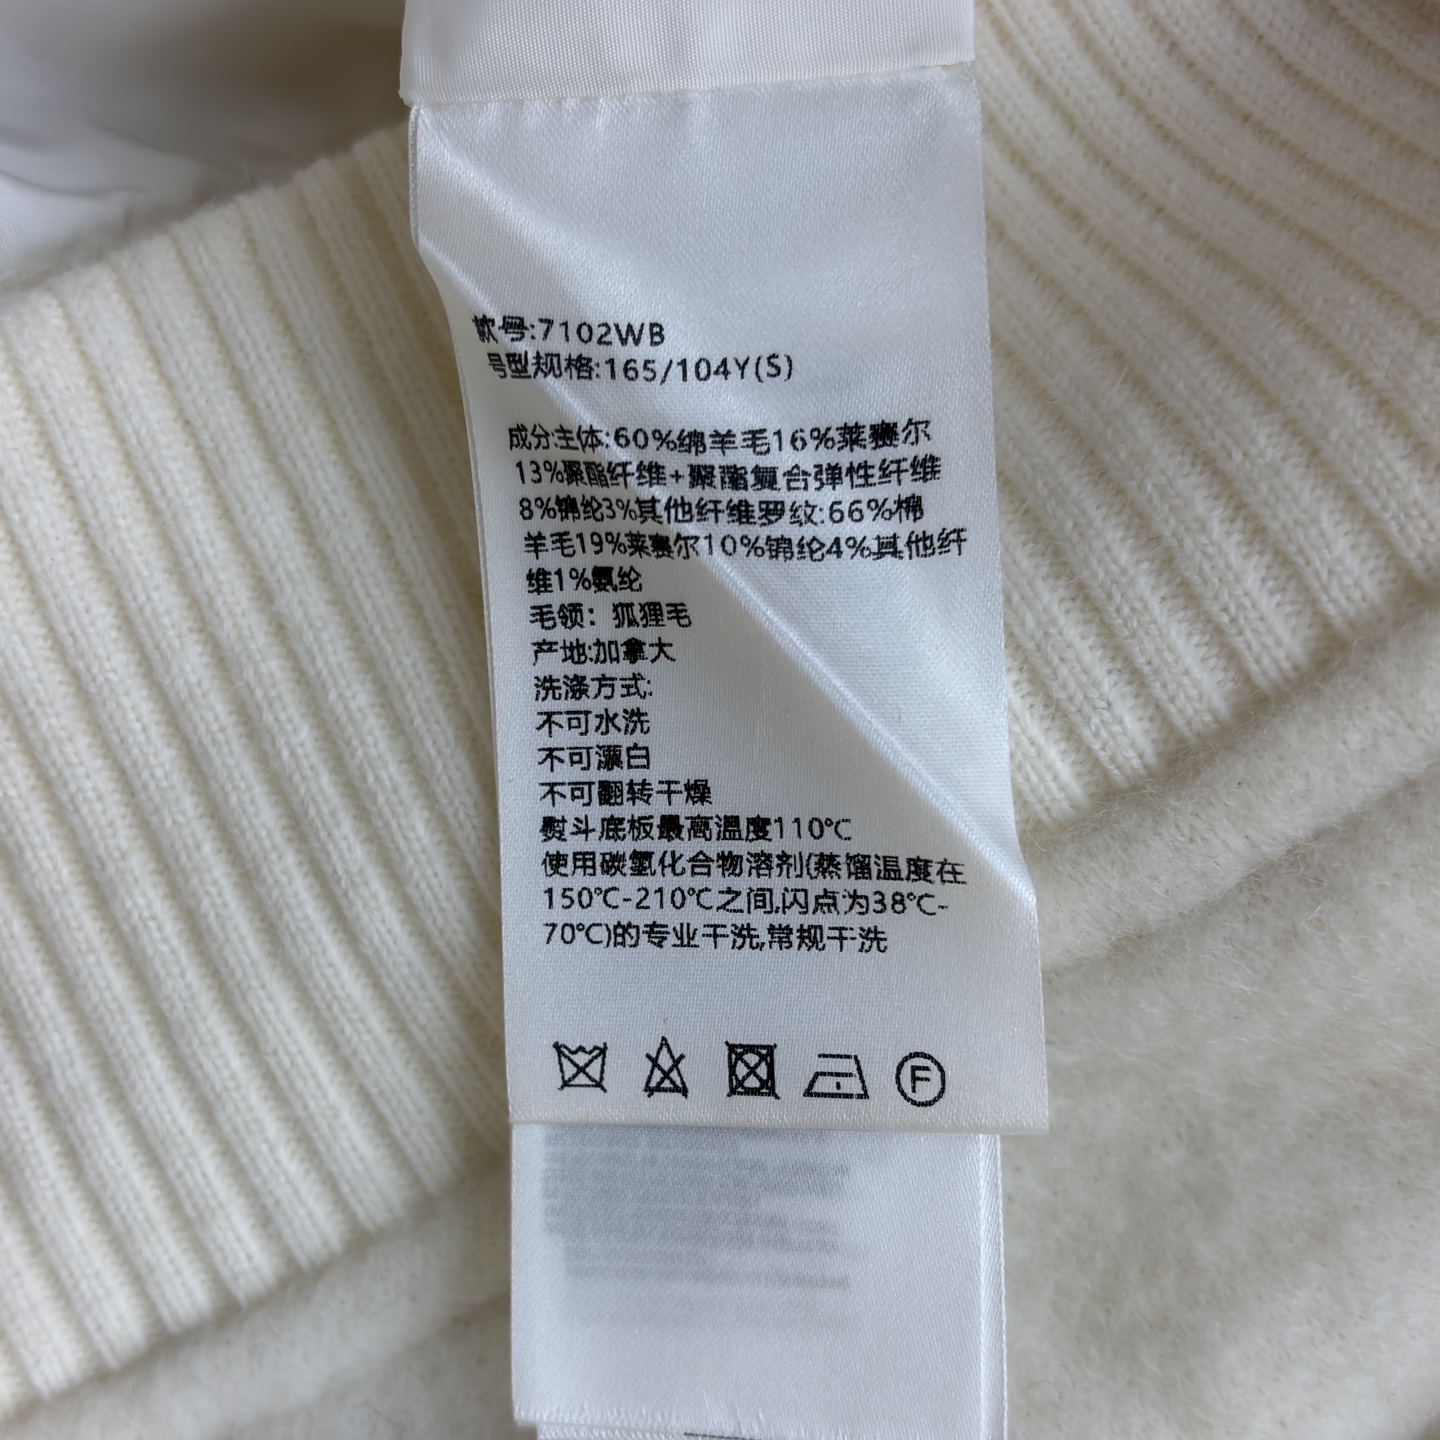 款号:7102WB
号型规格:165/104Y(S)
成分:主体:60%绵羊毛16%莱赛尔
13%聚酯纤维+聚酯复合弹性纤维
8%锦纶3%其他纤维罗纹:66%棉
羊毛19%莱赛尔10%锦纶4%其他纤
维1%氨纶
毛领：狐狸毛
产地:加拿大
洗涤方式:
不可水洗
不可漂白
不可翻转干燥
熨斗底板最高温度110℃
使用碳氢化合物溶剂(蒸馏温度在
150℃-210℃之间,闪点为38℃-
70℃)的专业干洗,常规干洗
F